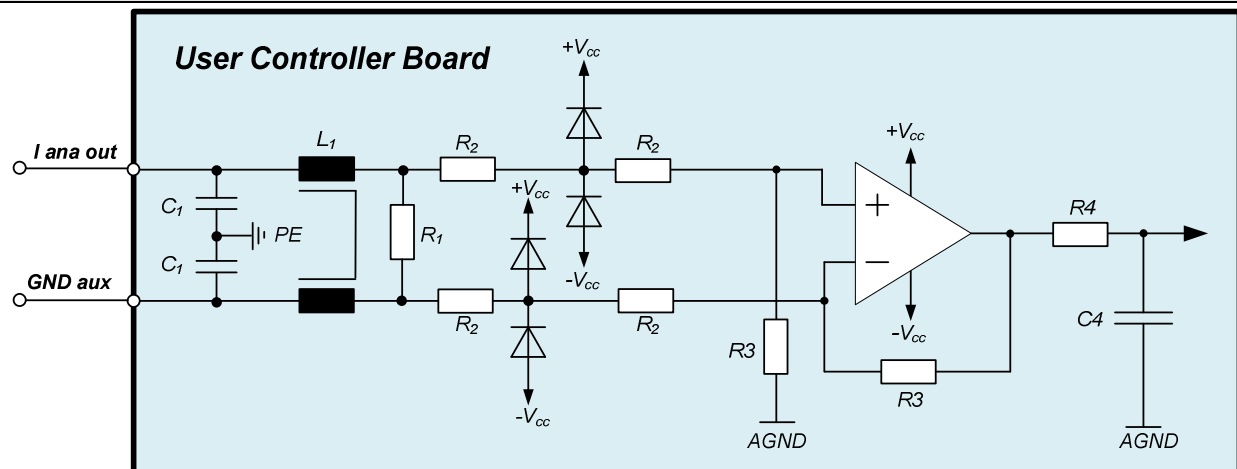 User Controller Board
+Vcc
I ana out
L1
R2
R2
+Vcc
+Vcc
C1
PE
R1
R4
C1
-Vcc
GND aux
R2
R2
-Vcc
C4
R3
R3
-Vcc
AGND
AGND